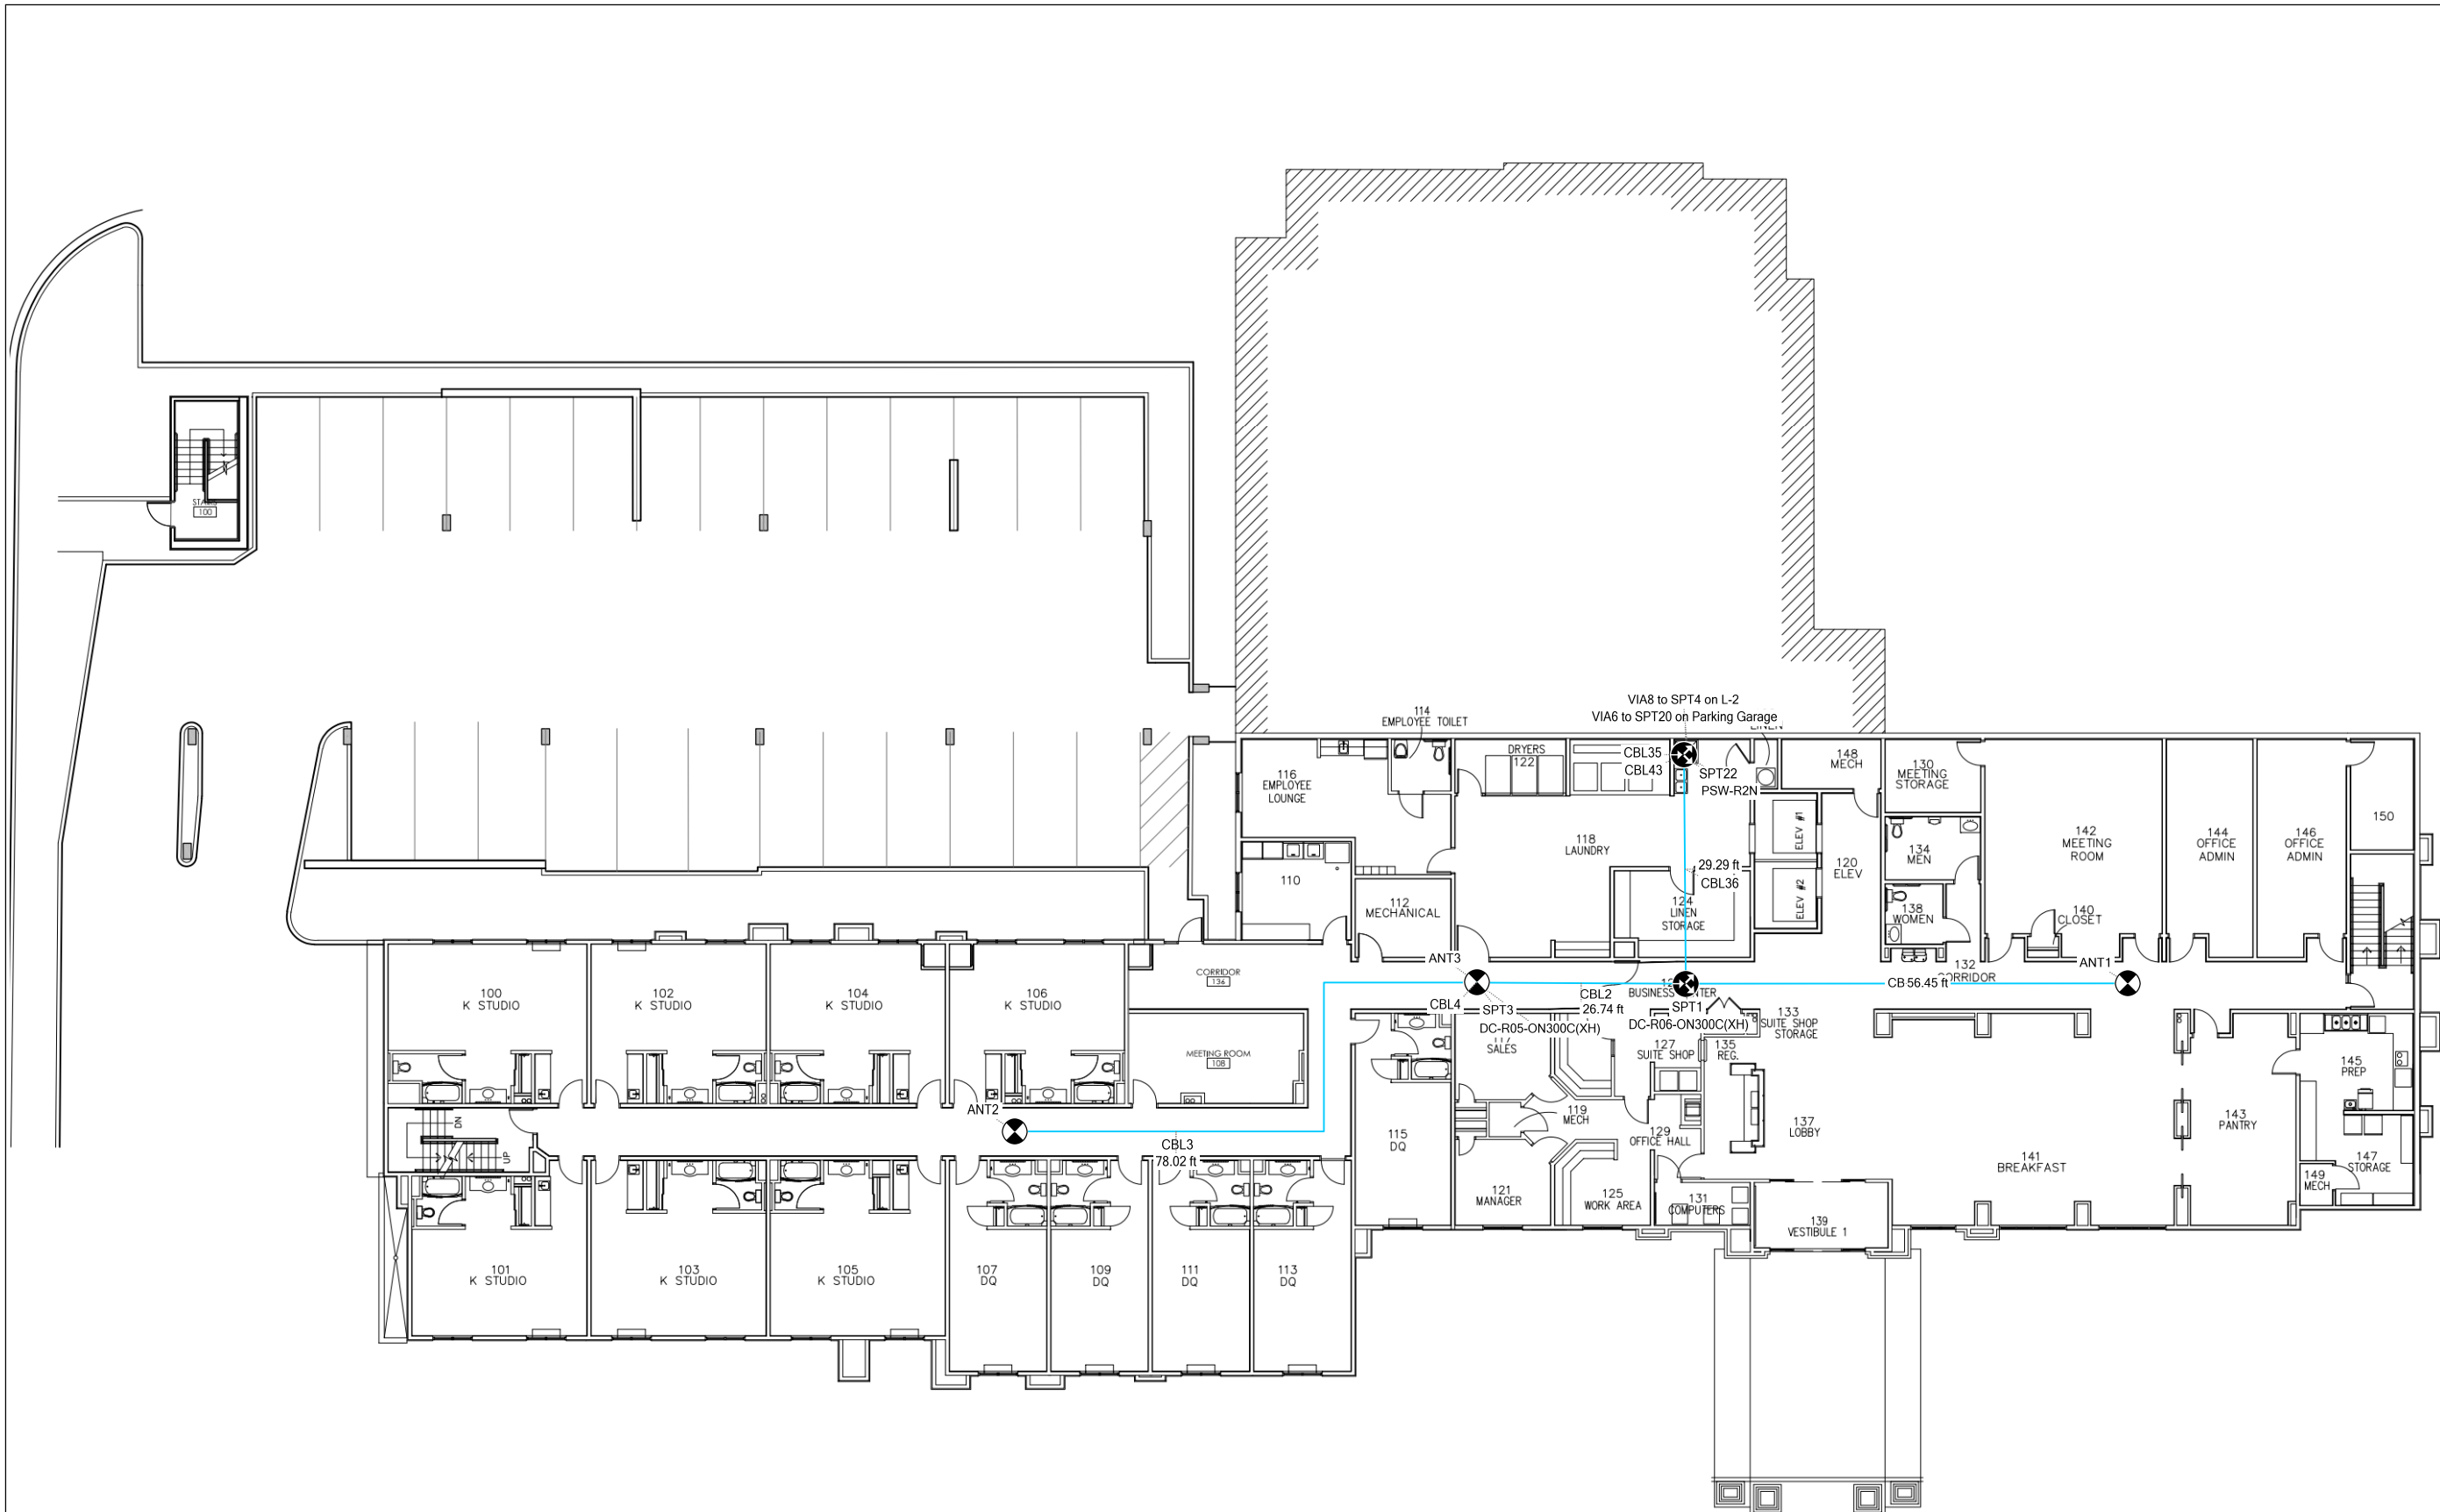 STAIRS
100
VIA8 to SPT4 on L-2
VIA6 to SPT20 on Parking Garage
LINEN
114
EMPLOYEE TOILET
DRYERS
122
CBL35
CBL43
SPT22
PSW-R2N
148
MECH
130
MEETING
STORAGE
116
EMPLOYEE
LOUNGE
118
LAUNDRY
ELEV #1
ELEV #2
120
ELEV
134
MEN
142
MEETING
ROOM
144
OFFICE
ADMIN
146
OFFICE
ADMIN
150
110
29.29 ft
CBL36
112
MECHANICAL
124
LINEN
STORAGE
138
WOMEN
140
CLOSET
ANT3
CORRIDOR
136
132
CORRIDOR
ANT1
CB
56.45 ft
100
K STUDIO
102
K STUDIO
104
K STUDIO
106
K STUDIO
CBL4
SPT3
DC-R05-ON300C(XH)
CBL2
26.74 ft
BUSINESS CENTER
SPT1
DC-R06-ON300C(XH)
133
SUITE SHOP
STORAGE
SALES
127
SUITE SHOP
135
REG.
MEETING ROOM
108
145
PREP
ANT2
DN
UP
CBL3
78.02 ft
115
DQ
119
MECH
129
OFFICE HALL
137
LOBBY
143
PANTRY
141
BREAKFAST
147
STORAGE
149
MECH
121
MANAGER
125
WORK AREA
131
COMPUTERS
139
VESTIBULE 1
101
K STUDIO
103
K STUDIO
105
K STUDIO
107
DQ
109
DQ
111
DQ
113
DQ